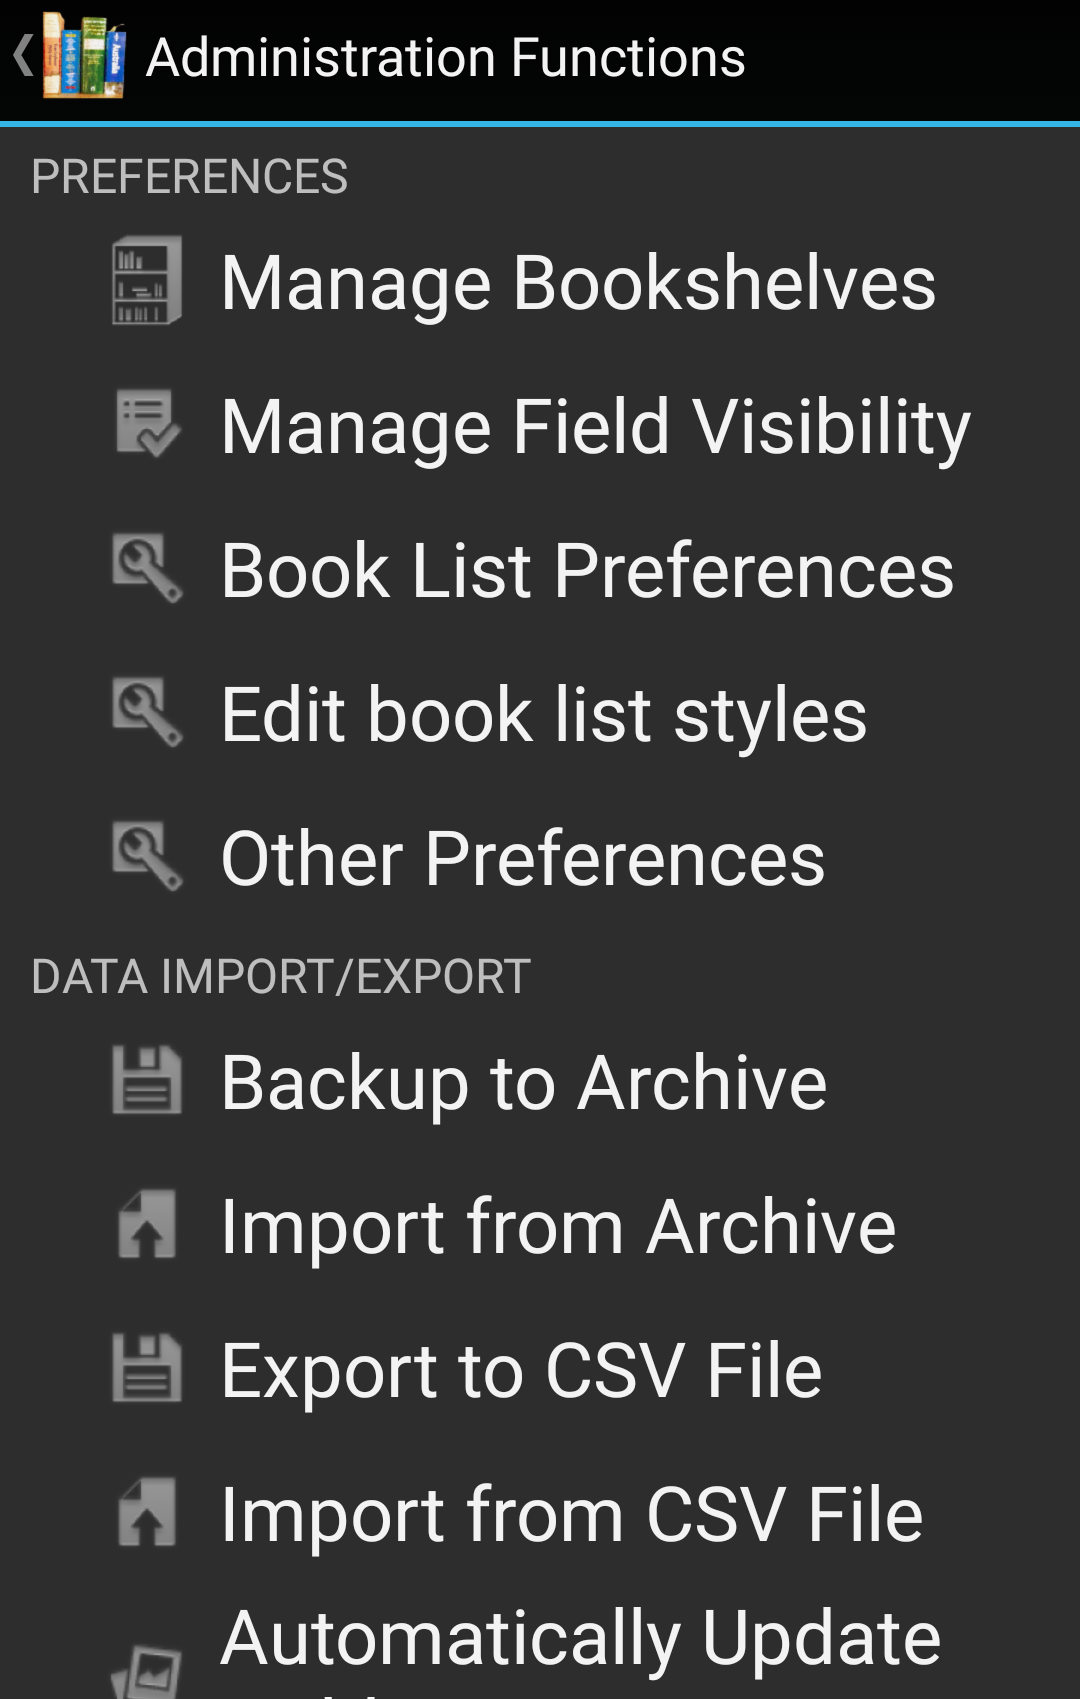 Administration Functions
PREFERENCES
Manage Bookshelves
Manage Field Visibility
Book List Preferences
Edit book list styles
Other Preferences
DATA IMPORT/EXPORT
Backup to Archive
Import from Archive
Export to CSV File
Import from CSV File
Automatically Update